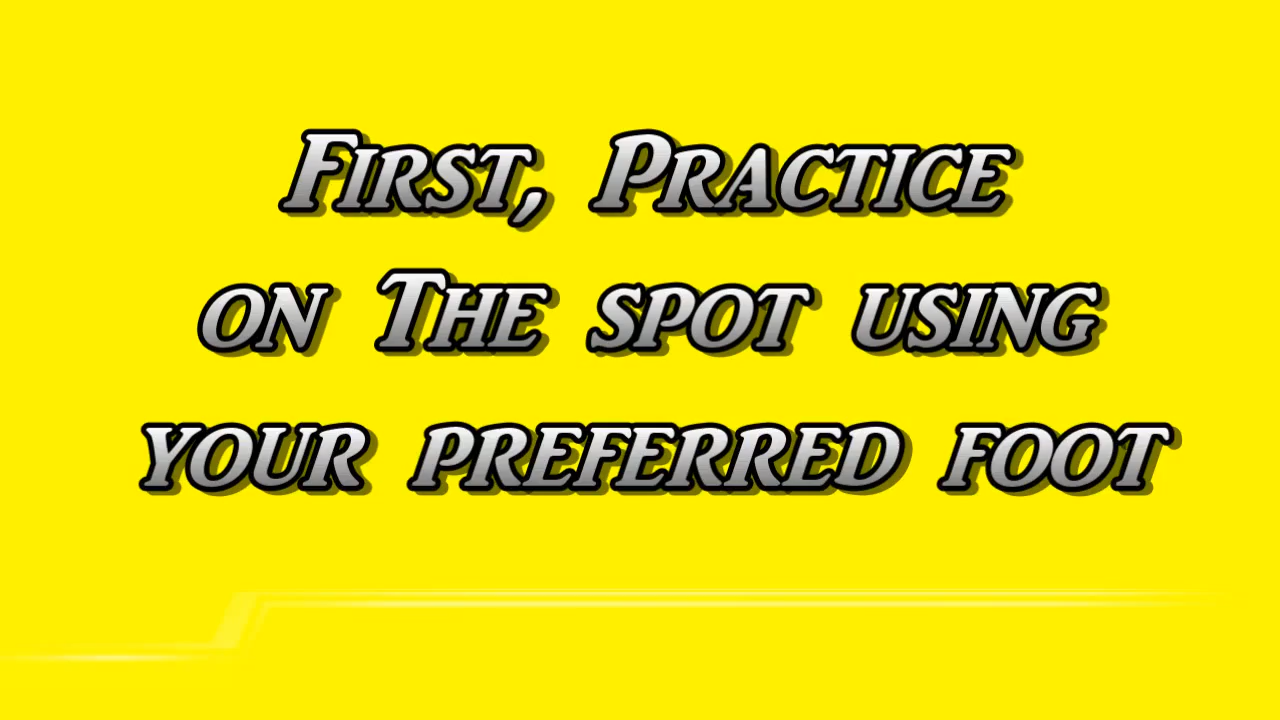 First, Practice
on The spot using
your preferred foot